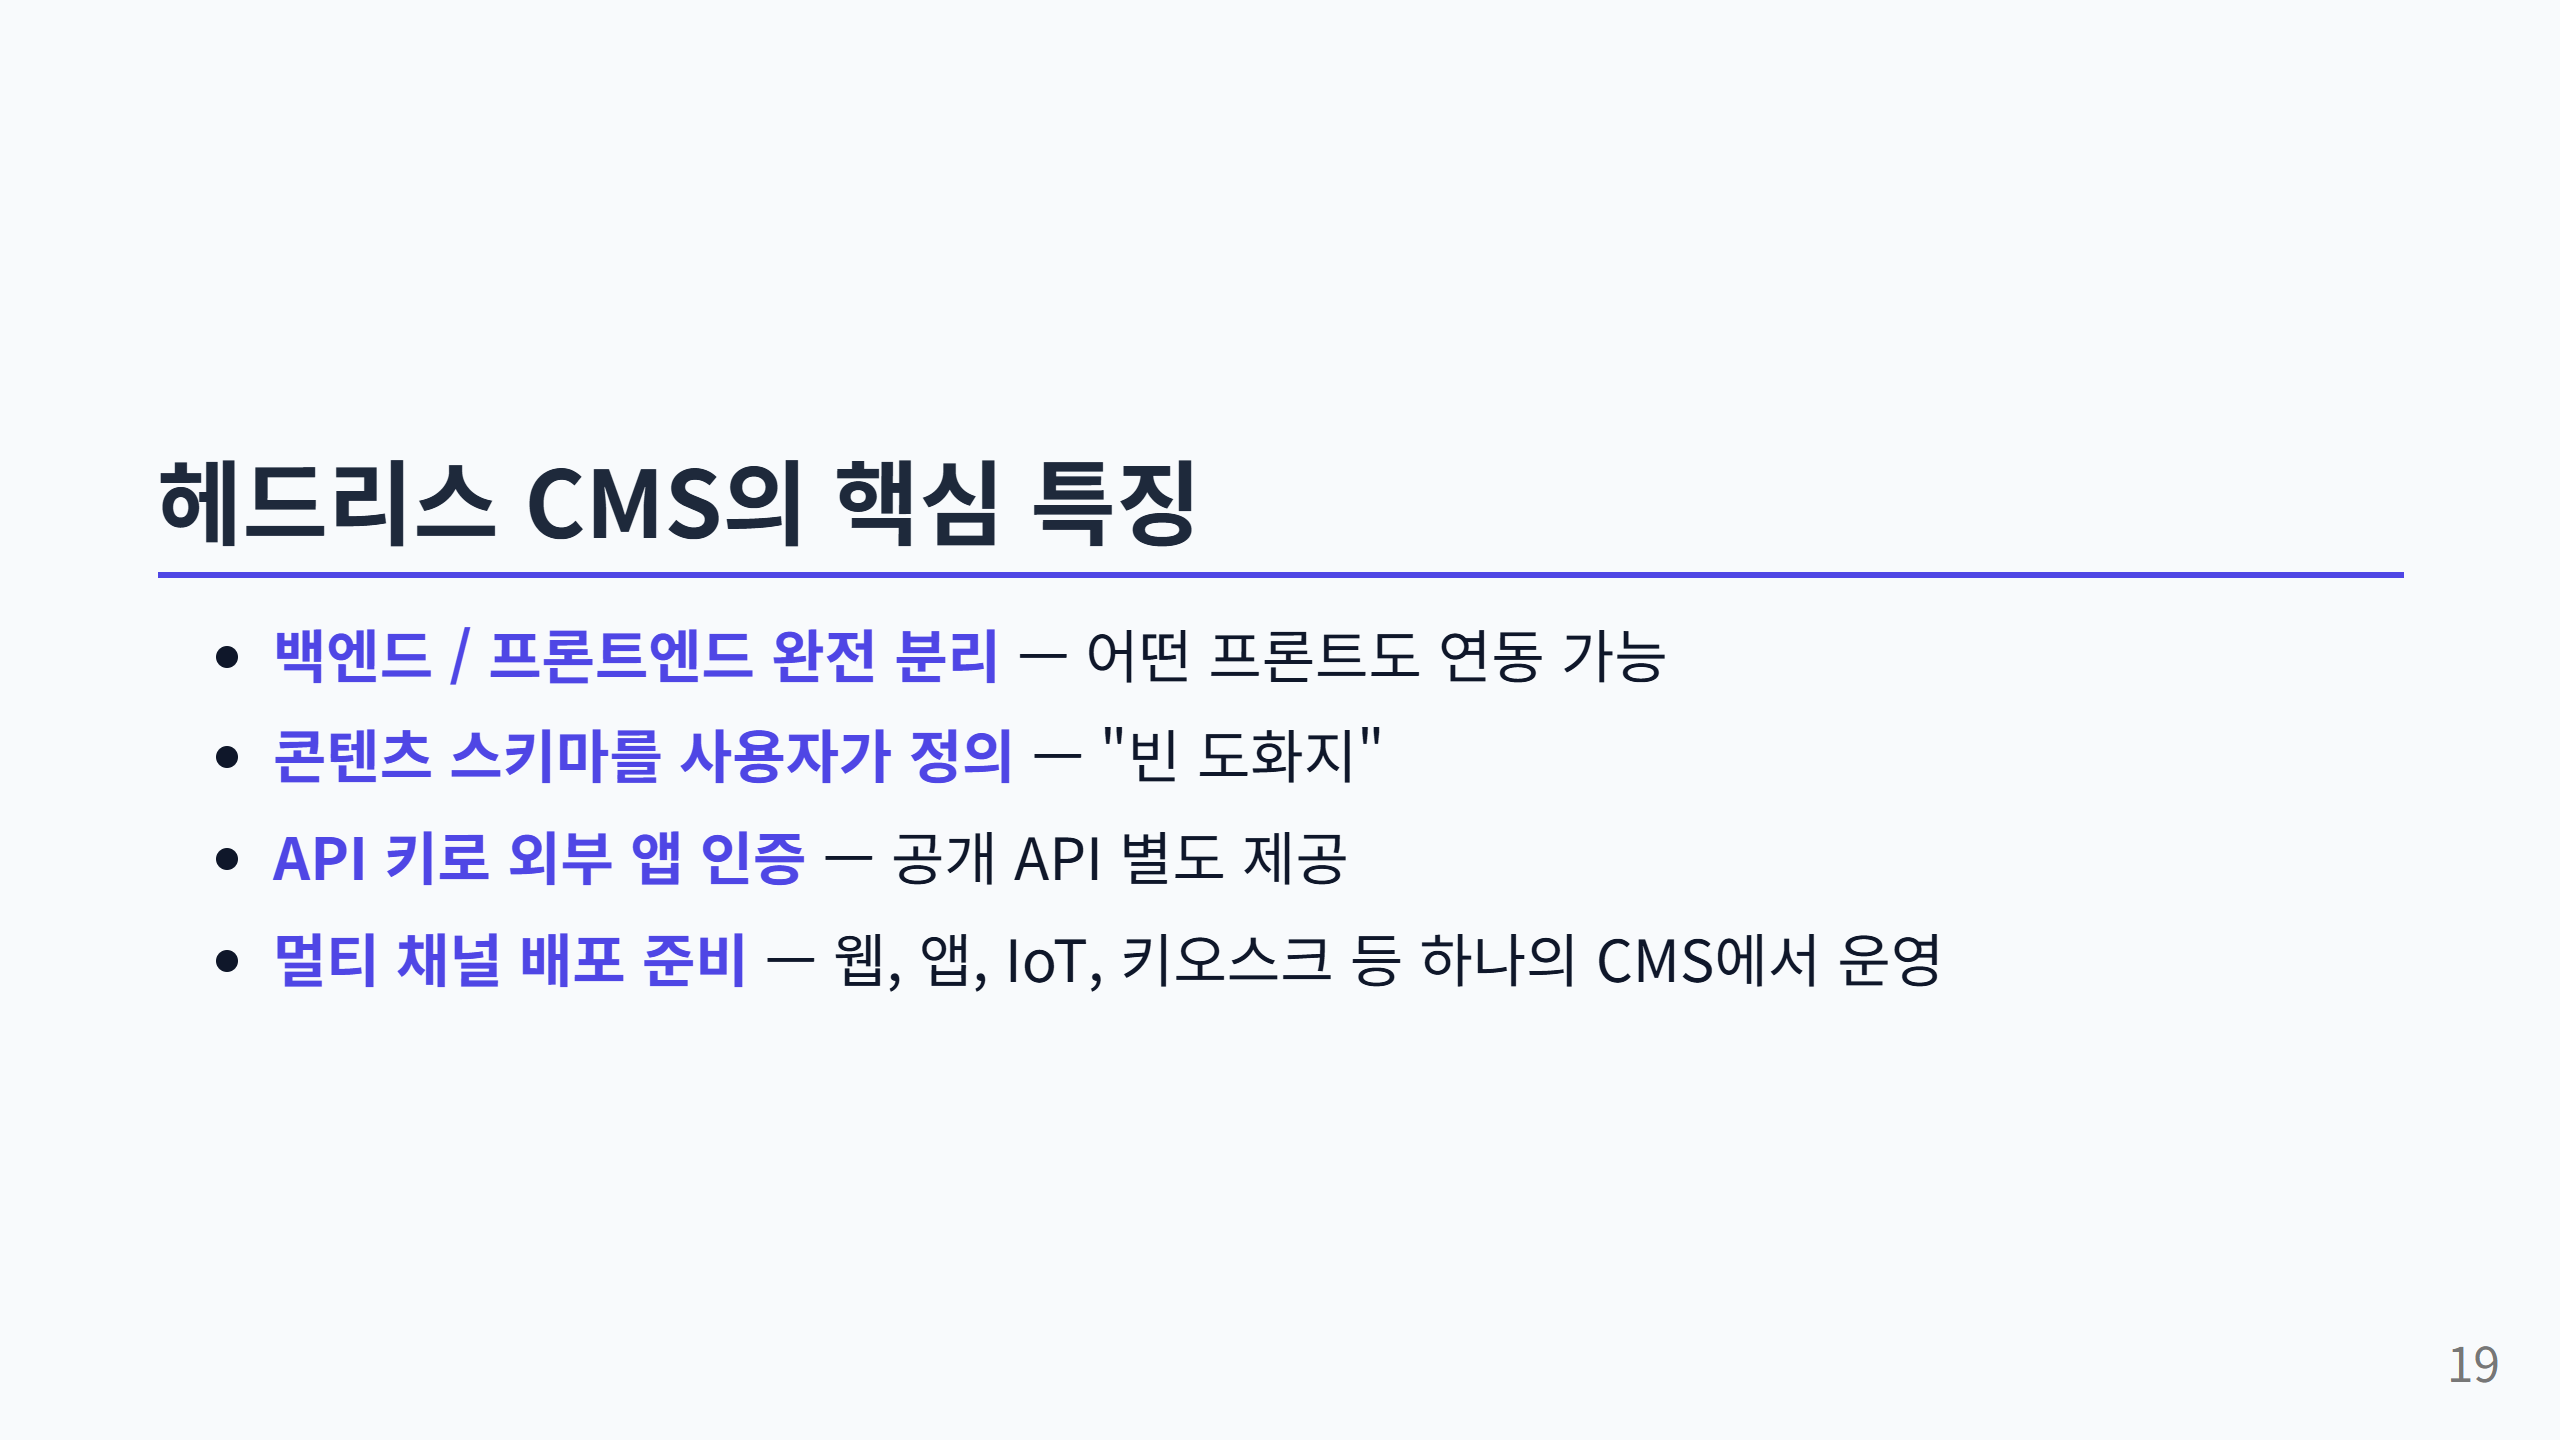 헤드리스 CMS의 핵심 특징
백엔드 / 프론트엔드 완전 분리 — 어떤 프론트도 연동 가능
콘텐츠 스키마를 사용자가 정의 — "빈 도화지"
API 키로 외부 앱 인증 — 공개 API 별도 제공
멀티 채널 배포 준비 — 웹, 앱, IoT, 키오스크 등 하나의 CMS에서 운영
19